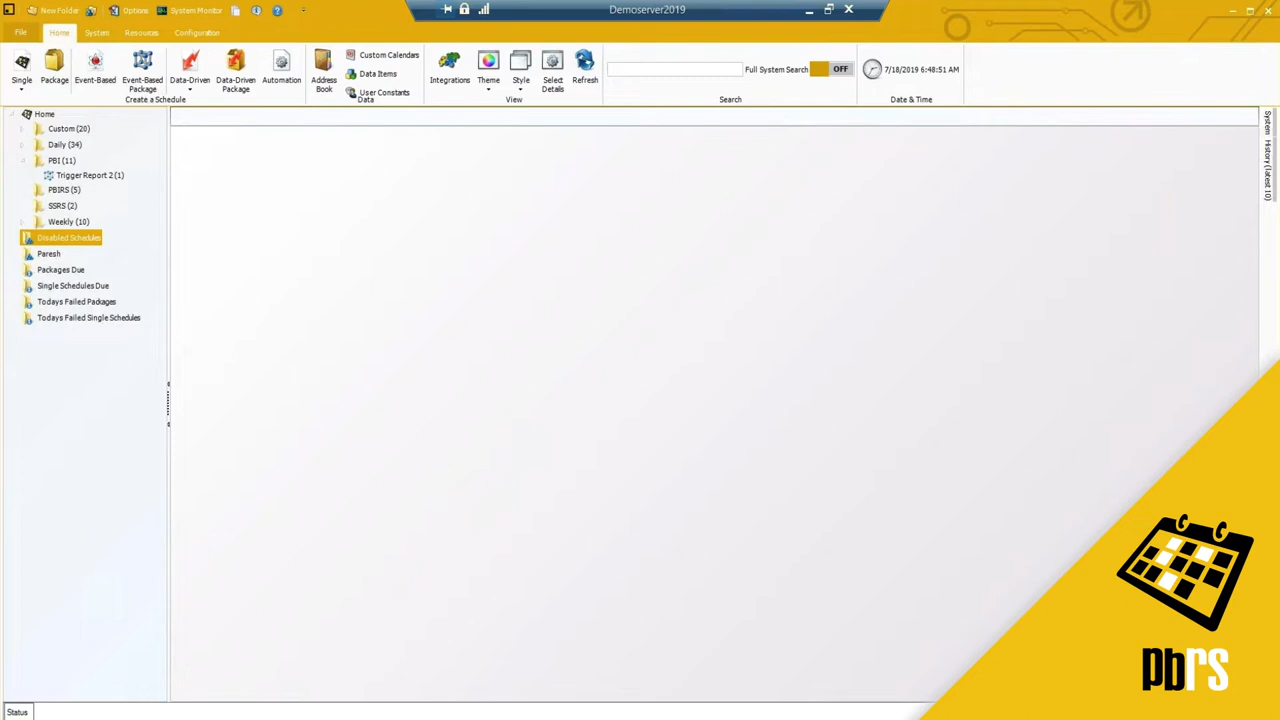 New Folder Options System Monitor Demoserver2019
File Home System Resources Configuration
Single Package Event-Based Event-Based Package Data-Driven Data-Driven Package Automation
Create a Schedule
Address Book Custom Calendars
Data Items
User Constants
Data
Integrations Theme Style Select Details Refresh
View
Full System Search OFF
Search
7/18/2019 6:48:51 AM
Date & Time
Home
Custom (20)
Daily (34)
PBI (11)
Trigger Report 2 (1)
PBIRS (5)
SSRS (2)
Weekly (10)
Disabled Schedules
Paresh
Packages Due
Single Schedules Due
Todays Failed Packages
Todays Failed Single Schedules
System History (latest 10)
pbrs
Status